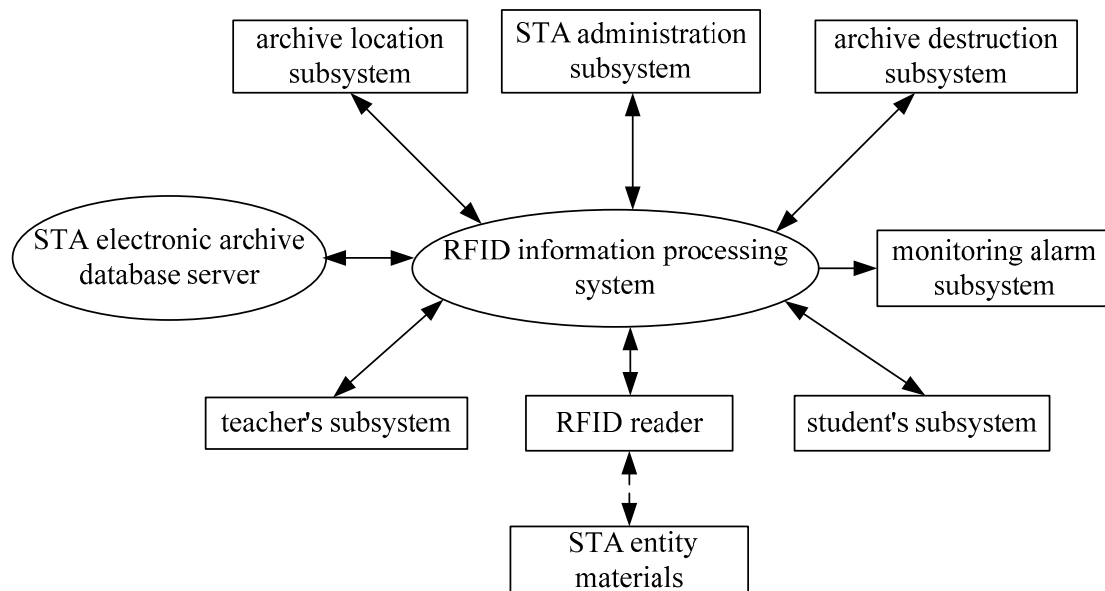 archive location
subsystem
STA administration
subsystem
archive destruction
subsystem
STA electronic archive
database server
RFID information processing
system
monitoring alarm
subsystem
teacher's subsystem
RFID reader
student's subsystem
STA entity
materials